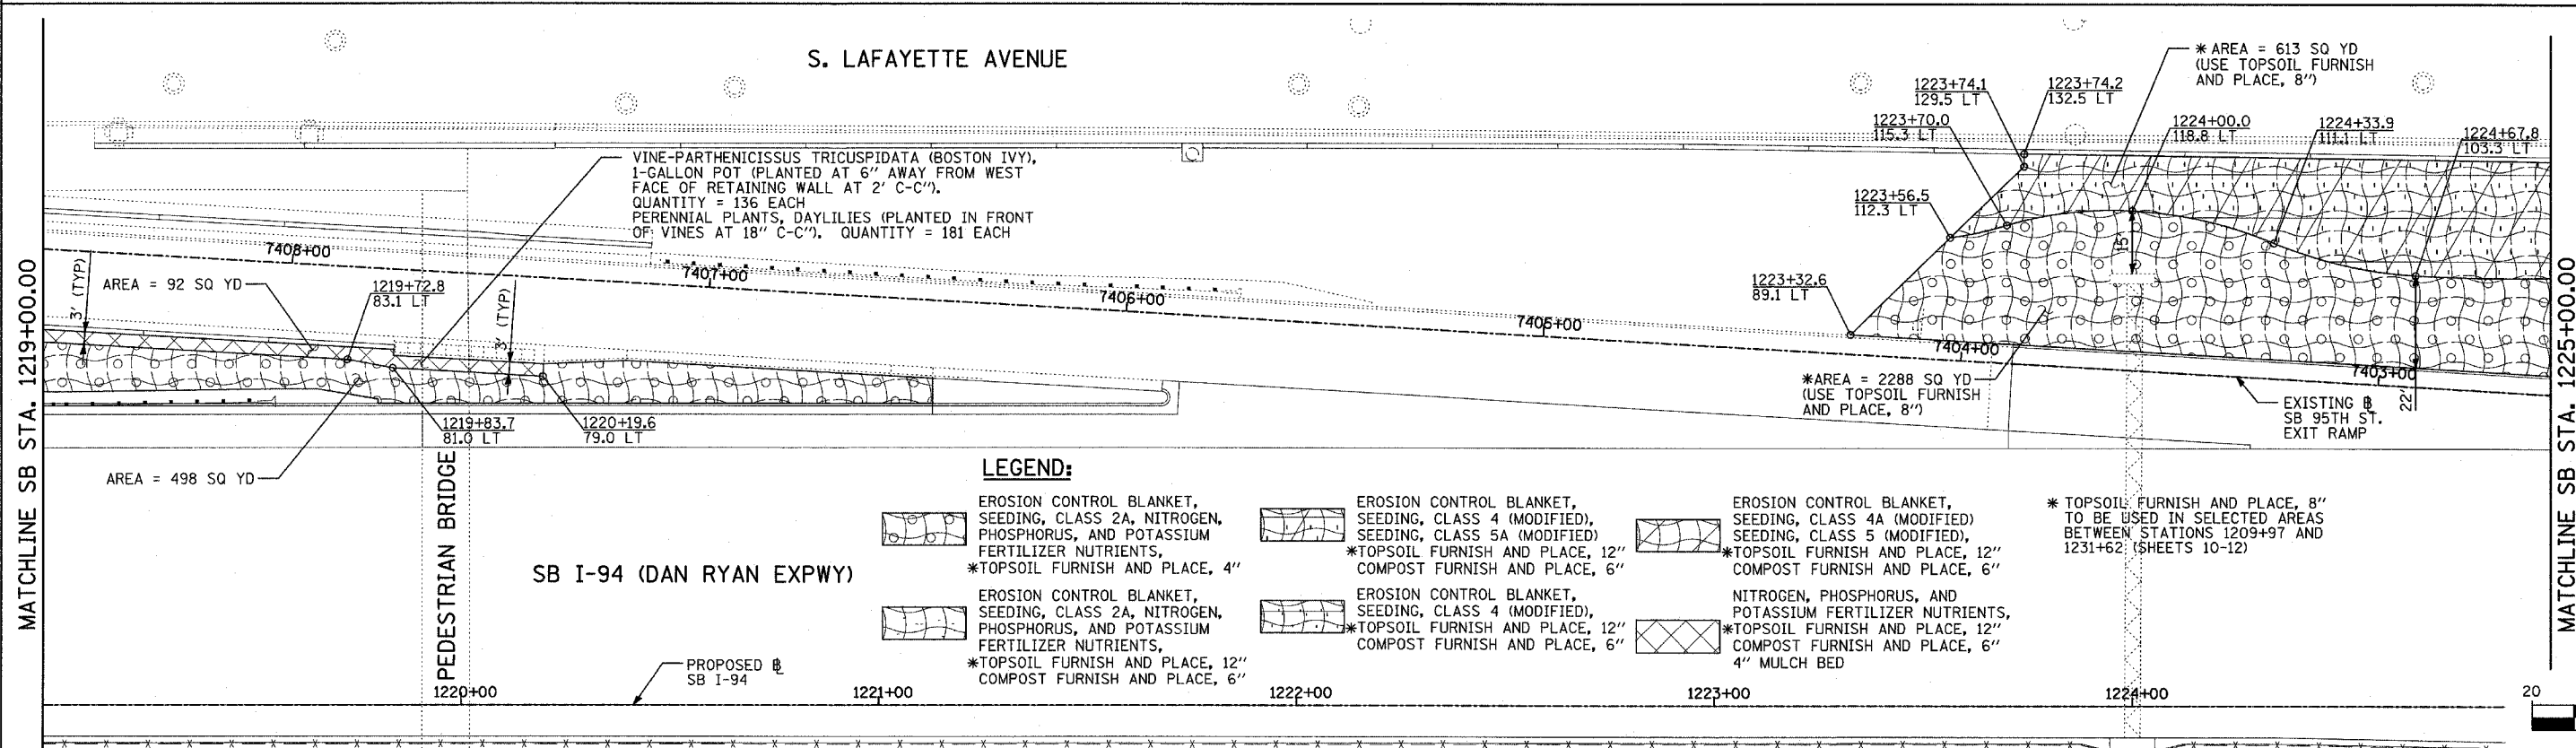 S. LAFAYETTE AVENUE
* AREA = 613 SQ YD
(USE TOPSOIL FURNISH
AND PLACE, 8")
1223+74.1
129.5 LT
1223+74.2
132.5 LT
1223+70.0
115.3 LT
1224+00.0
118.8 LT
1224+33.9
111.1 LT
1224+67.8
103.3 LT
1223+56.5
112.3 LT
1223+32.6
89.1 LT
VINE-PARTHENICISSUS TRICUSPIDATA (BOSTON IVY),
1-GALLON POT (PLANTED AT 6" AWAY FROM WEST
FACE OF RETAINING WALL AT 2' C-C").
QUANTITY = 136 EACH
PERENNIAL PLANTS, DAYLILIES (PLANTED IN FRONT
OF VINES AT 18" C-C"). QUANTITY = 181 EACH
MATCHLINE SB STA. 1219+00.00
3' (TYP)
AREA = 92 SQ YD
7408+00
1219+72.8
83.1 LT
3' (TYP)
7407+00
7406+00
7405+00
7404+00
7403+00
15'
22'
1219+83.7
81.0 LT
1220+19.6
79.0 LT
AREA = 498 SQ YD
*AREA = 2288 SQ YD
(USE TOPSOIL FURNISH
AND PLACE, 8")
EXISTING ℄
SB 95TH ST.
EXIT RAMP
MATCHLINE SB STA. 1225+00.00
PEDESTRIAN BRIDGE
SB I-94 (DAN RYAN EXPWY)
LEGEND:
EROSION CONTROL BLANKET,
SEEDING, CLASS 2A, NITROGEN,
PHOSPHORUS, AND POTASSIUM
FERTILIZER NUTRIENTS,
*TOPSOIL FURNISH AND PLACE, 4"
EROSION CONTROL BLANKET,
SEEDING, CLASS 2A, NITROGEN,
PHOSPHORUS, AND POTASSIUM
FERTILIZER NUTRIENTS,
*TOPSOIL FURNISH AND PLACE, 12"
COMPOST FURNISH AND PLACE, 6"
EROSION CONTROL BLANKET,
SEEDING, CLASS 4 (MODIFIED),
SEEDING, CLASS 5A (MODIFIED)
*TOPSOIL FURNISH AND PLACE, 12"
COMPOST FURNISH AND PLACE, 6"
EROSION CONTROL BLANKET,
SEEDING, CLASS 4 (MODIFIED),
*TOPSOIL FURNISH AND PLACE, 12"
COMPOST FURNISH AND PLACE, 6"
EROSION CONTROL BLANKET,
SEEDING, CLASS 4A (MODIFIED)
SEEDING, CLASS 5 (MODIFIED),
*TOPSOIL FURNISH AND PLACE, 12"
COMPOST FURNISH AND PLACE, 6"
NITROGEN, PHOSPHORUS, AND
POTASSIUM FERTILIZER NUTRIENTS,
*TOPSOIL FURNISH AND PLACE, 12"
COMPOST FURNISH AND PLACE, 6"
4" MULCH BED
* TOPSOIL FURNISH AND PLACE, 8"
TO BE USED IN SELECTED AREAS
BETWEEN STATIONS 1209+97 AND
1231+62 (SHEETS 10-12)
PROPOSED ℄
SB I-94
1220+00
1221+00
1222+00
1223+00
1224+00
20